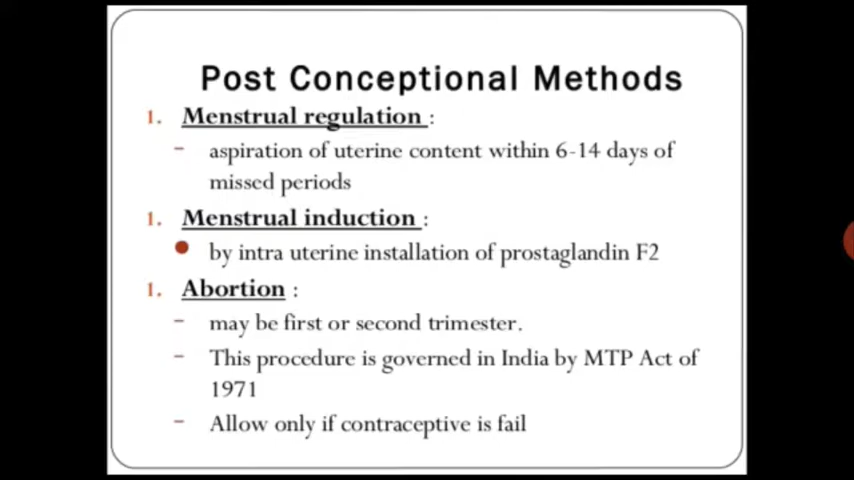 Post Conceptional Methods
1. Menstrual regulation :
– aspiration of uterine content within 6-14 days of
missed periods
1. Menstrual induction :
● by intra uterine installation of prostaglandin F2
1. Abortion :
– may be first or second trimester.
– This procedure is governed in India by MTP Act of
1971
– Allow only if contraceptive is fail